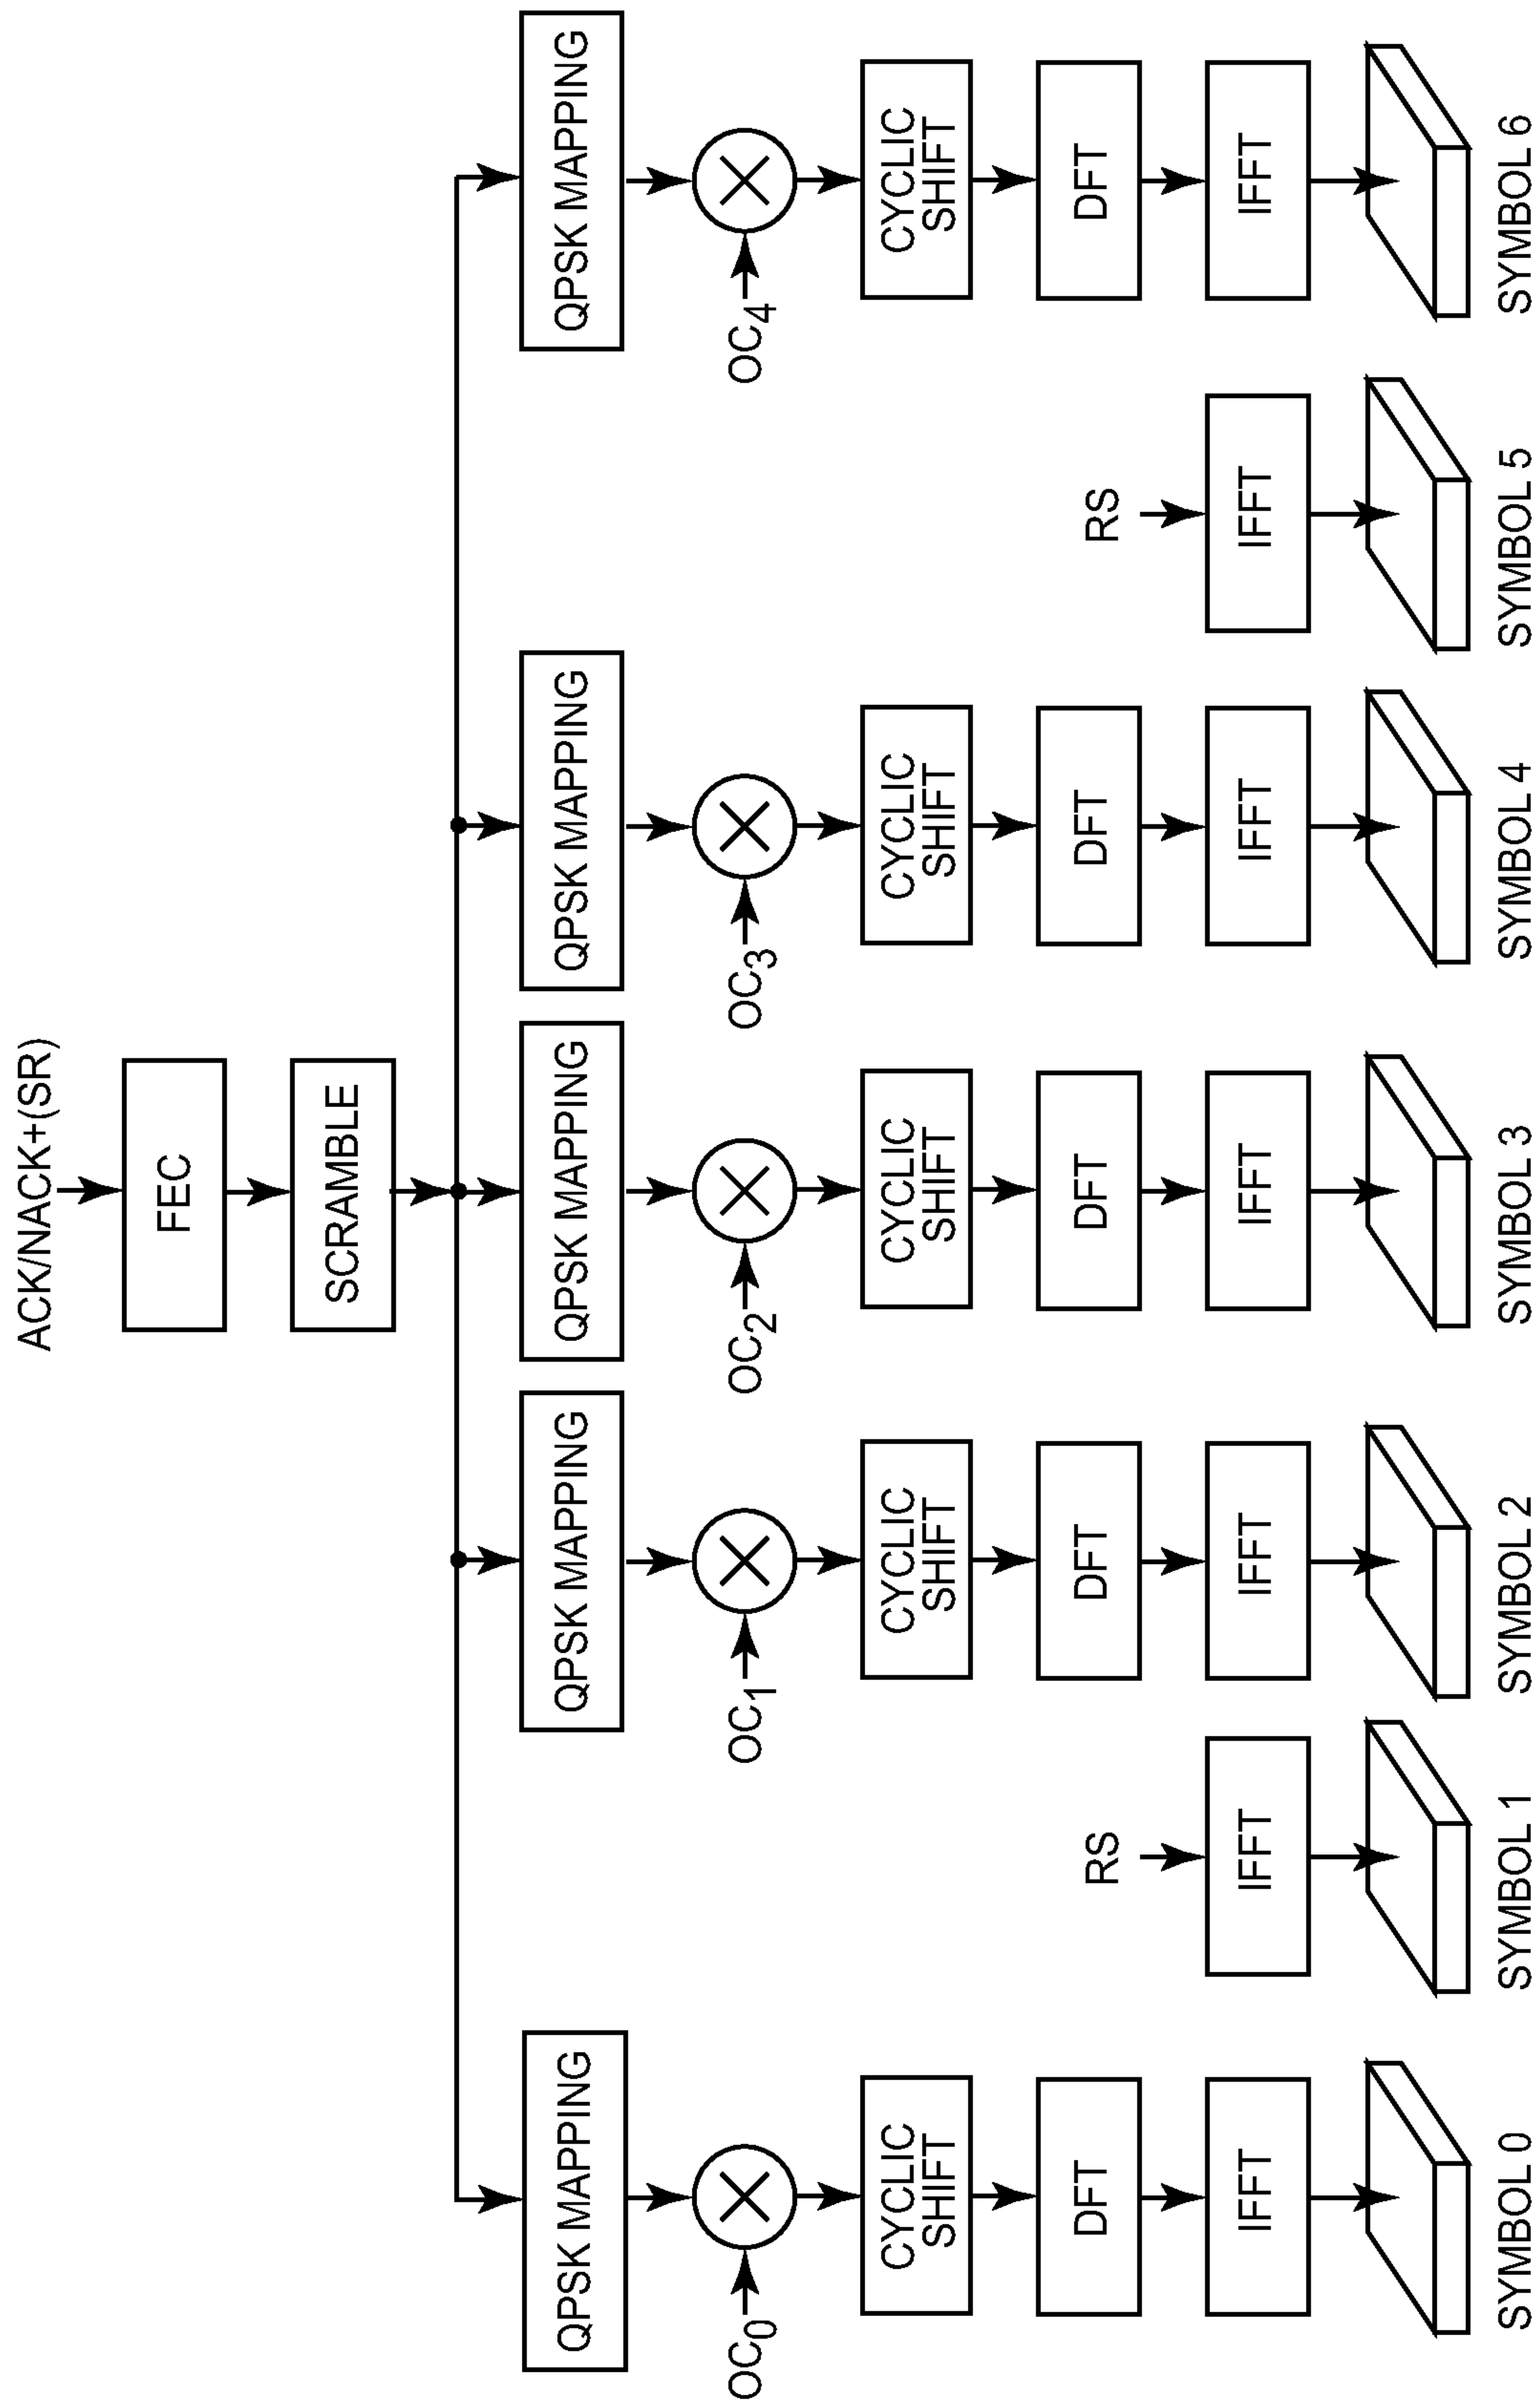 ACK/NACK+(SR)
FEC
SCRAMBLE
QPSK MAPPING
QPSK MAPPING
QPSK MAPPING
QPSK MAPPING
QPSK MAPPING
OC0
OC1
OC2
OC3
OC4
CYCLIC
SHIFT
CYCLIC
SHIFT
CYCLIC
SHIFT
CYCLIC
SHIFT
CYCLIC
SHIFT
DFT
RS
DFT
DFT
DFT
RS
DFT
IFFT
IFFT
IFFT
IFFT
IFFT
IFFT
IFFT
SYMBOL 0
SYMBOL 1
SYMBOL 2
SYMBOL 3
SYMBOL 4
SYMBOL 5
SYMBOL 6